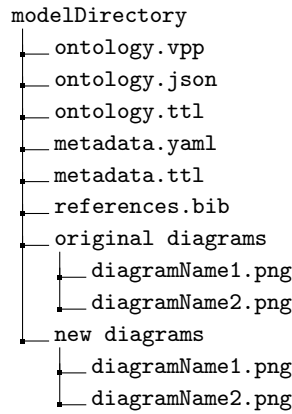 modelDirectory
ontology.vpp
ontology.json
ontology.ttl
metadata.yaml
metadata.ttl
references.bib
original diagrams
diagramName1.png
diagramName2.png
new diagrams
diagramName1.png
diagramName2.png